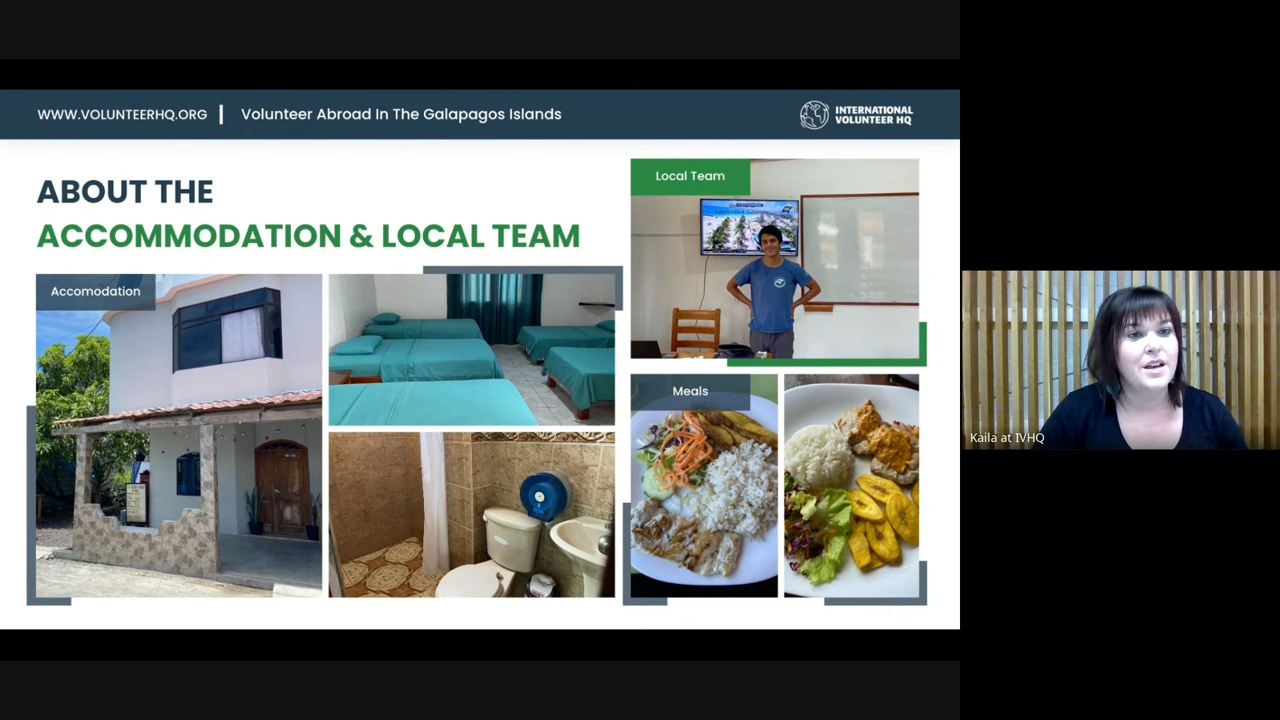 WWW.VOLUNTEERHQ.ORG | Volunteer Abroad In The Galapagos Islands
INTERNATIONAL
VOLUNTEER HQ
ABOUT THE
ACCOMMODATION & LOCAL TEAM
Local Team
Accomodation
Meals
Kaila at IVHQ